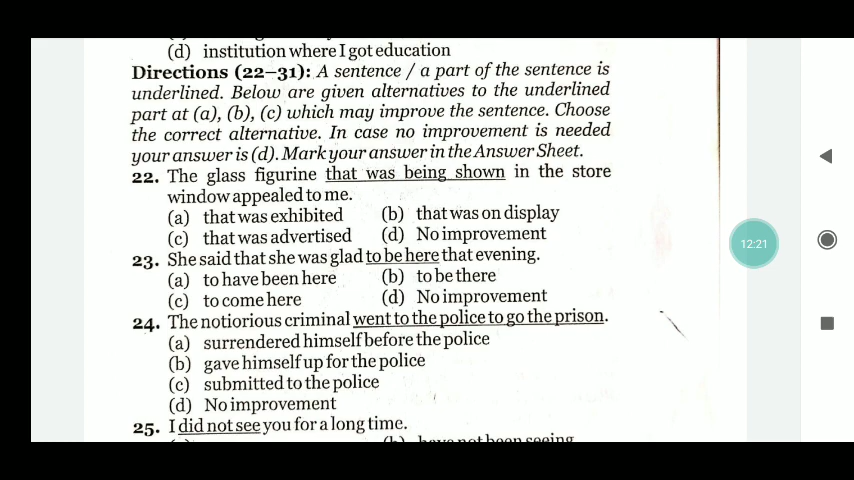 (d) institution where I got education
Directions (22–31): A sentence / a part of the sentence is
underlined. Below are given alternatives to the underlined
part at (a), (b), (c) which may improve the sentence. Choose
the correct alternative. In case no improvement is needed
your answer is (d). Mark your answer in the Answer Sheet.
22. The glass figurine that was being shown in the store
window appealed to me.
(a) that was exhibited (b) that was on display
(c) that was advertised (d) No improvement
23. She said that she was glad to be here that evening.
(a) to have been here (b) to be there
(c) to come here (d) No improvement
24. The notiorious criminal went to the police to go the prison.
(a) surrendered himself before the police
(b) gave himself up for the police
(c) submitted to the police
(d) No improvement
25. I did not see you for a long time.
(b) have not been seeing
12:21